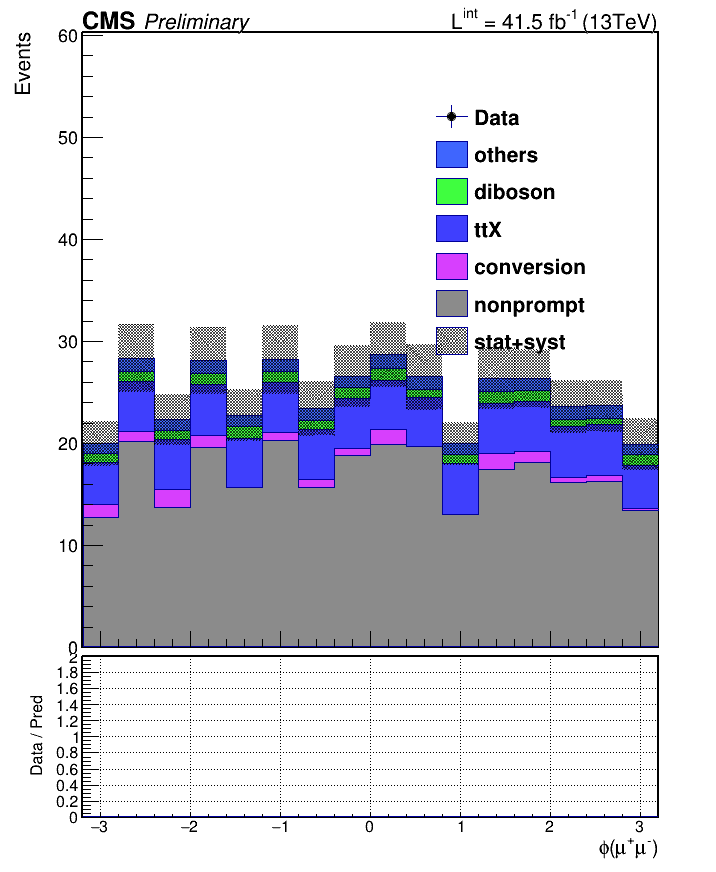 CMS Preliminary L^int = 41.5 fb^-1 (13TeV)
Events
60
50
40
30
20
10
0
Data
others
diboson
ttX
conversion
nonprompt
stat+syst
Data / Pred
2
1.8
1.6
1.4
1.2
1
0.8
0.6
0.4
0.2
0
−3 −2 −1 0 1 2 3
ϕ(μ⁺μ⁻)